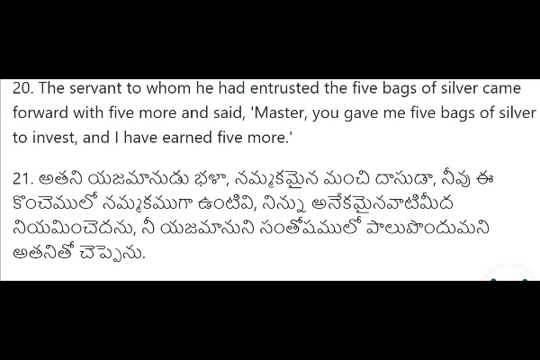 20. The servant to whom he had entrusted the five bags of silver came
forward with five more and said, 'Master, you gave me five bags of silver
to invest, and I have earned five more.'
21. అతని యజమానుడు భళా, నమ్మకమైన మంచి దాసుడా, నీవు ఈ
కొంచెములో నమ్మకముగా ఉంటివి, నిన్ను అనేకమైనవాటిమీద
నియమించెదను, నీ యజమానుని సంతోషములో పాలుపొందుమని
అతనితో చెప్పెను.